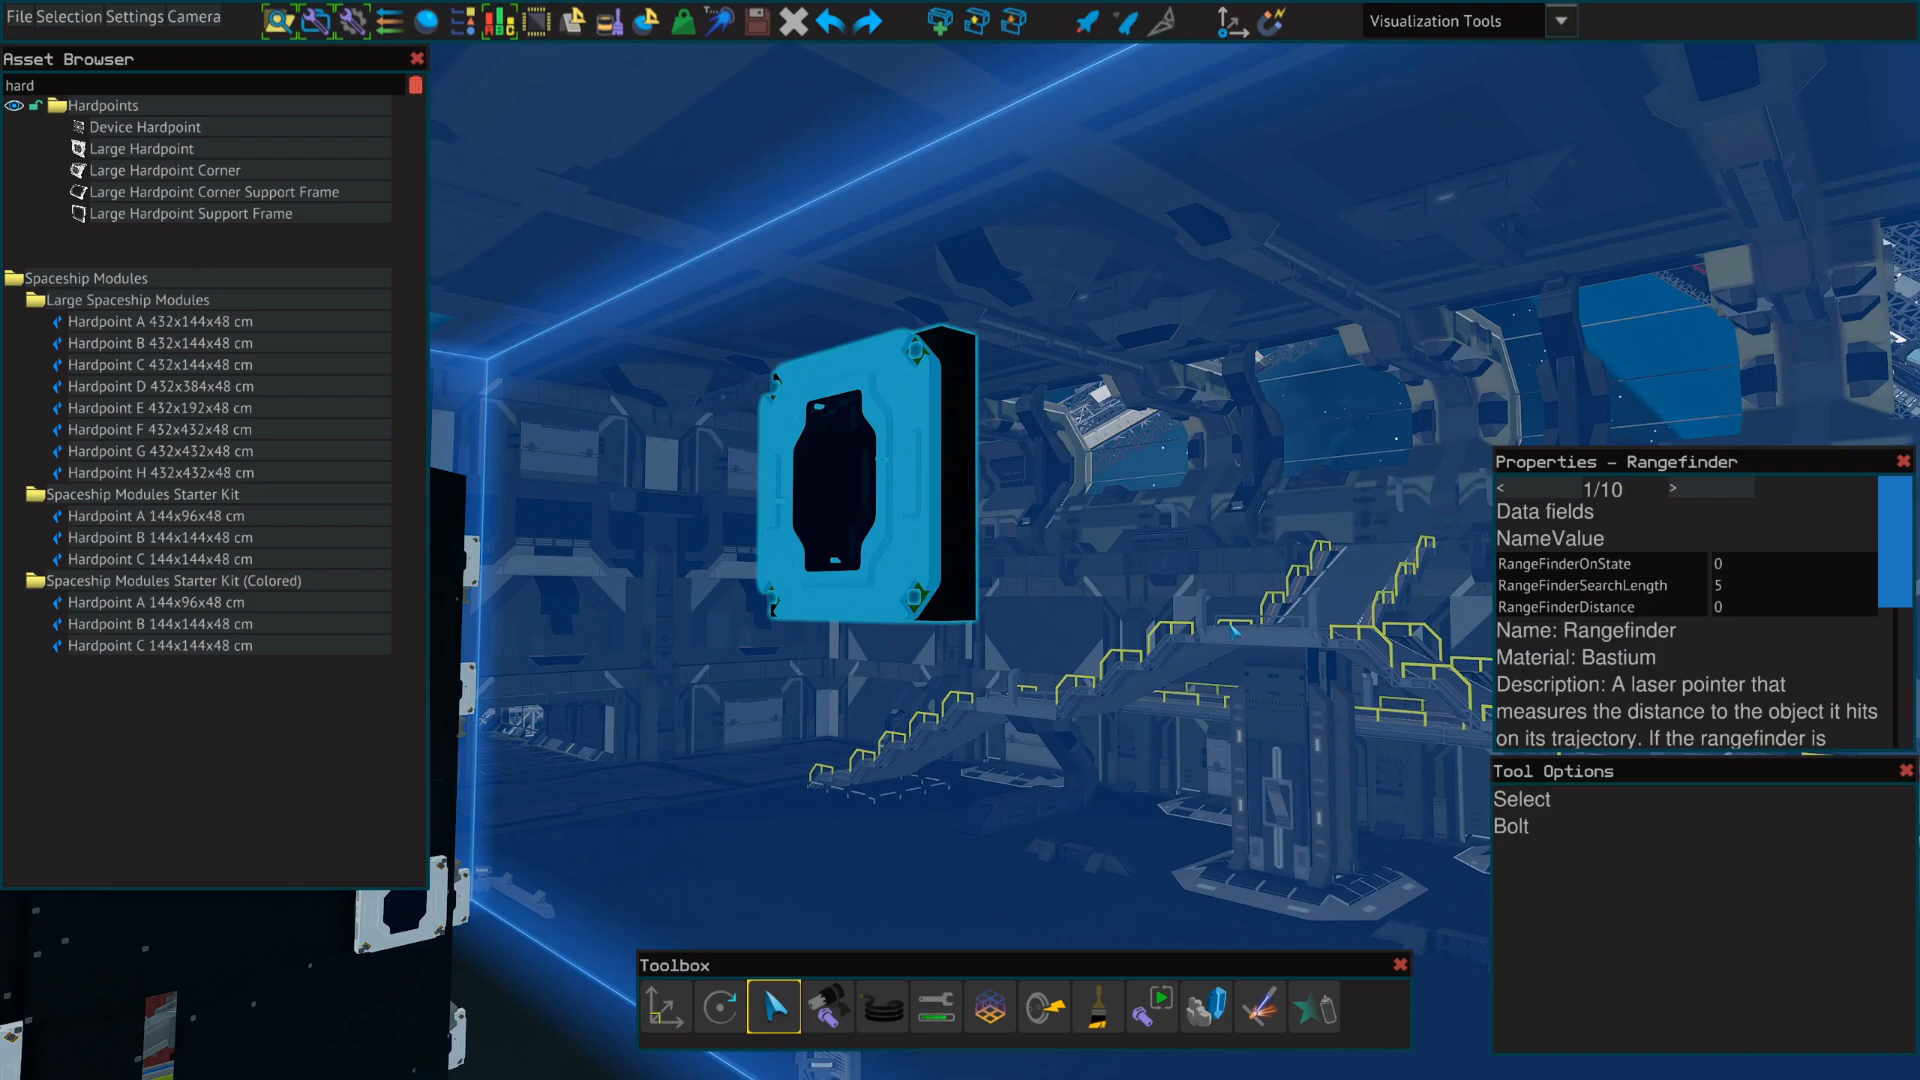 File Selection Settings Camera
Visualization Tools
Asset Browser
hard
Hardpoints
Device Hardpoint
Large Hardpoint
Large Hardpoint Corner
Large Hardpoint Corner Support Frame
Large Hardpoint Support Frame
Spaceship Modules
Large Spaceship Modules
Hardpoint A 432x144x48 cm
Hardpoint B 432x144x48 cm
Hardpoint C 432x144x48 cm
Hardpoint D 432x384x48 cm
Hardpoint E 432x192x48 cm
Hardpoint F 432x432x48 cm
Hardpoint G 432x432x48 cm
Hardpoint H 432x432x48 cm
Spaceship Modules Starter Kit
Hardpoint A 144x96x48 cm
Hardpoint B 144x144x48 cm
Hardpoint C 144x144x48 cm
Spaceship Modules Starter Kit (Colored)
Hardpoint A 144x96x48 cm
Hardpoint B 144x144x48 cm
Hardpoint C 144x144x48 cm
Properties - Rangefinder
< 1/10 >
Data fields
NameValue
RangeFinderOnState 0
RangeFinderSearchLength 5
RangeFinderDistance 0
Name: Rangefinder
Material: Bastium
Description: A laser pointer that
measures the distance to the object it hits
on its trajectory. If the rangefinder is
Tool Options
Select
Bolt
Toolbox